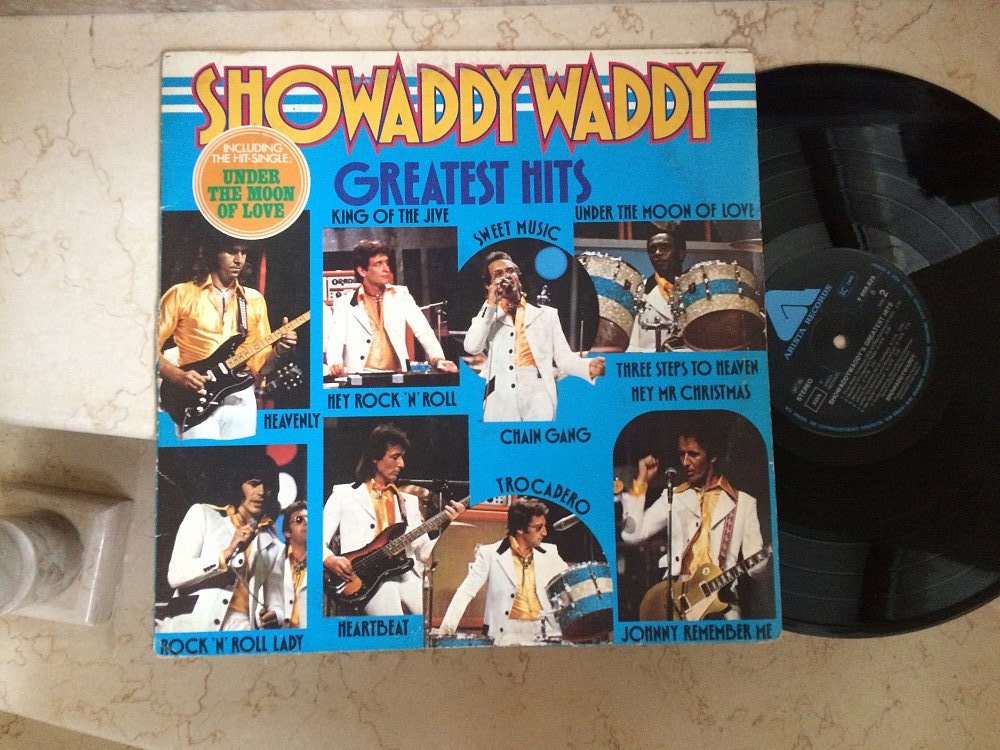 SHOWADDYWADDY
INCLUDING
THE HIT-SINGLE:
UNDER
THE MOON
OF LOVE
GREATEST HITS
KING OF THE JIVE
SWEET MUSIC
UNDER THE MOON OF LOVE
HEAVENLY
HEY ROCK 'N' ROLL
CHAIN GANG
THREE STEPS TO HEAVEN
HEY MR CHRISTMAS
ROCK 'N' ROLL LADY
HEARTBEAT
TROCADERO
JOHNNY REMEMBER ME
ARISTA RECORDS
STEREO
2